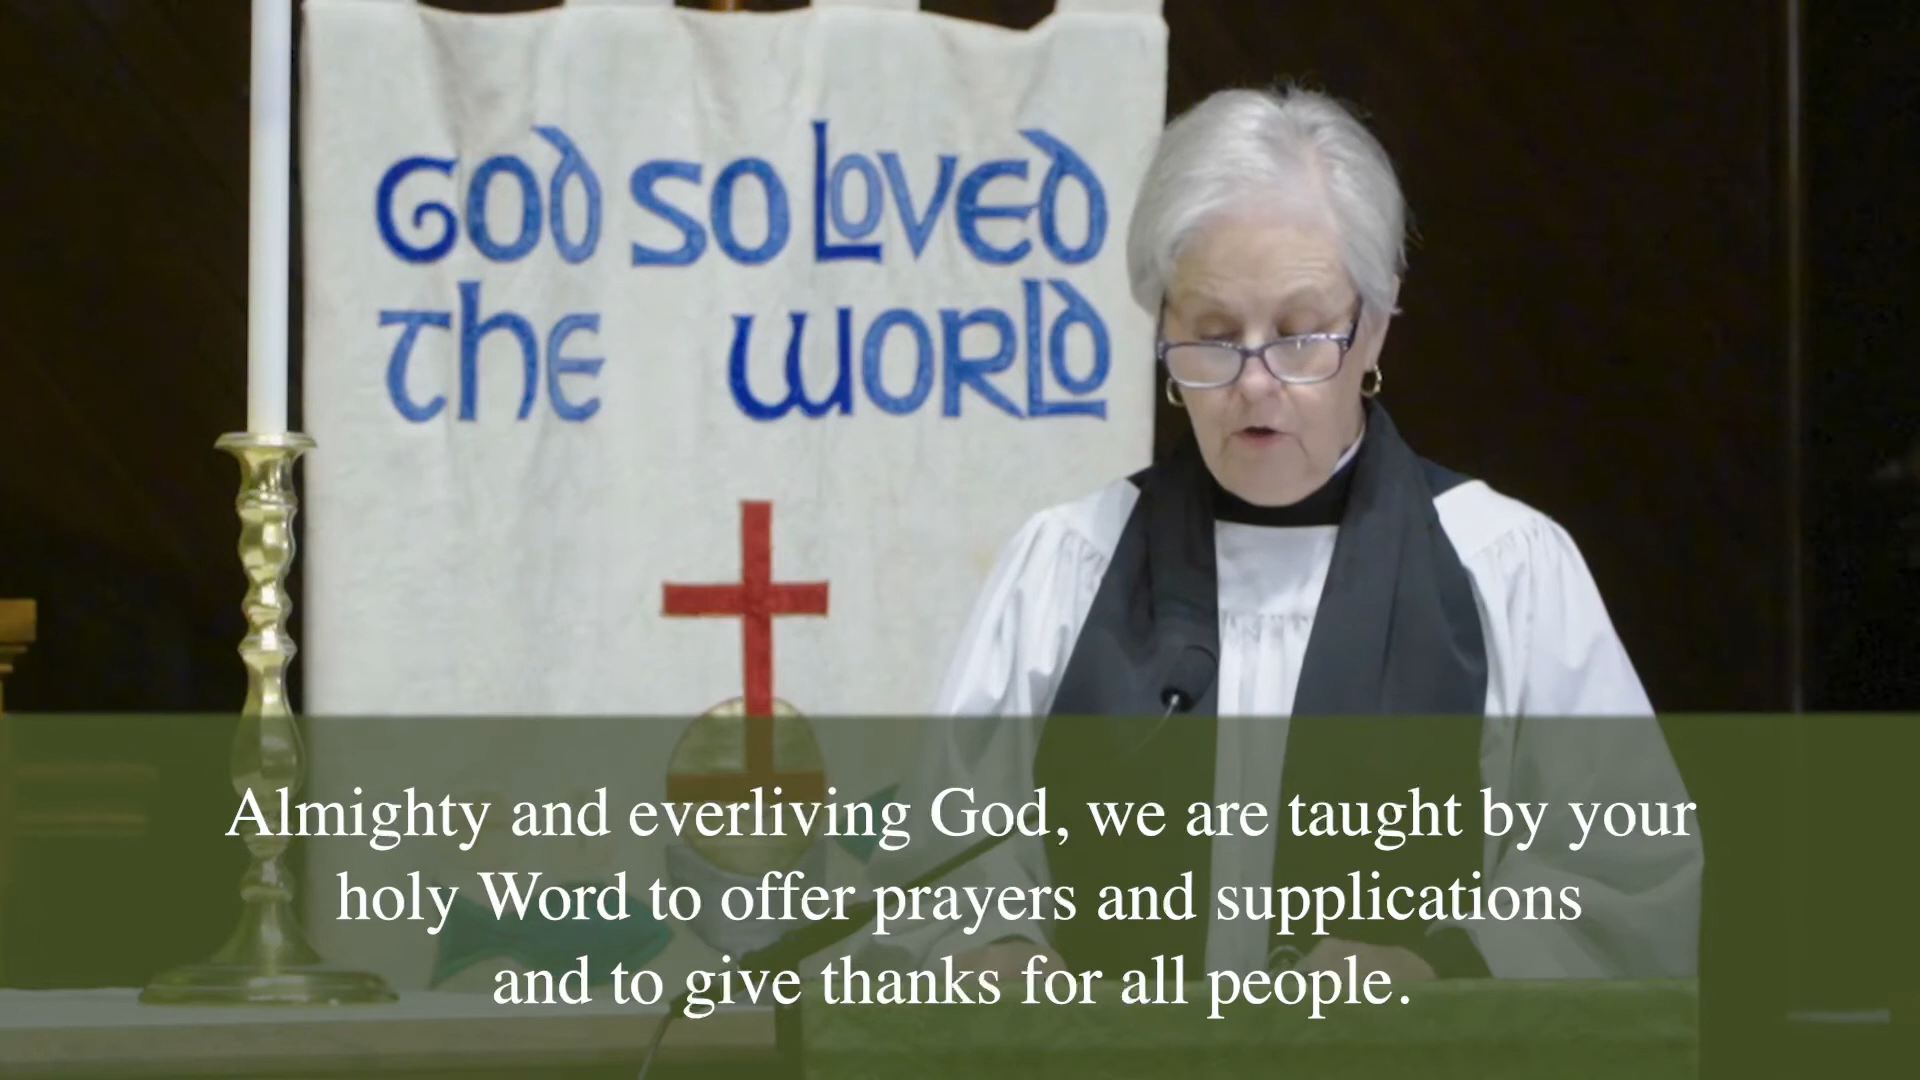 GOD SO LOVED
THE WORLD
Almighty and everliving God, we are taught by your
holy Word to offer prayers and supplications
and to give thanks for all people.